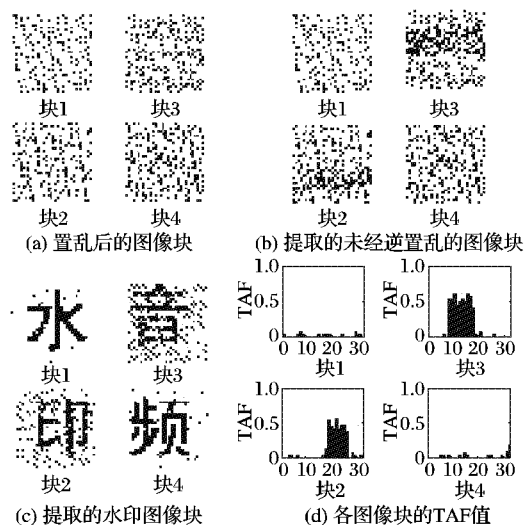 块1 块3
块2 块4
(a) 置乱后的图像块
块1 块3
块2 块4
(b) 提取的未经逆置乱的图像块
水 音
块1 块3
印 频
块2 块4
(c) 提取的水印图像块
TAF 1.0 0.5 0 0 10 20 30 块1
TAF 1.0 0.5 0 0 10 20 30 块3
TAF 1.0 0.5 0 0 10 20 30 块2
TAF 1.0 0.5 0 0 10 20 30 块4
(d) 各图像块的TAF值